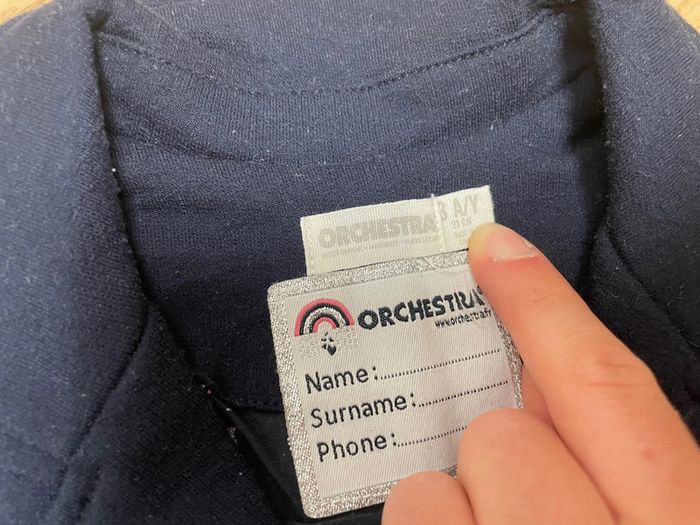 ORCHESTRA 3 A/Y
ORCHESTRA
www.orchestra.fr
Name:
Surname:
Phone: